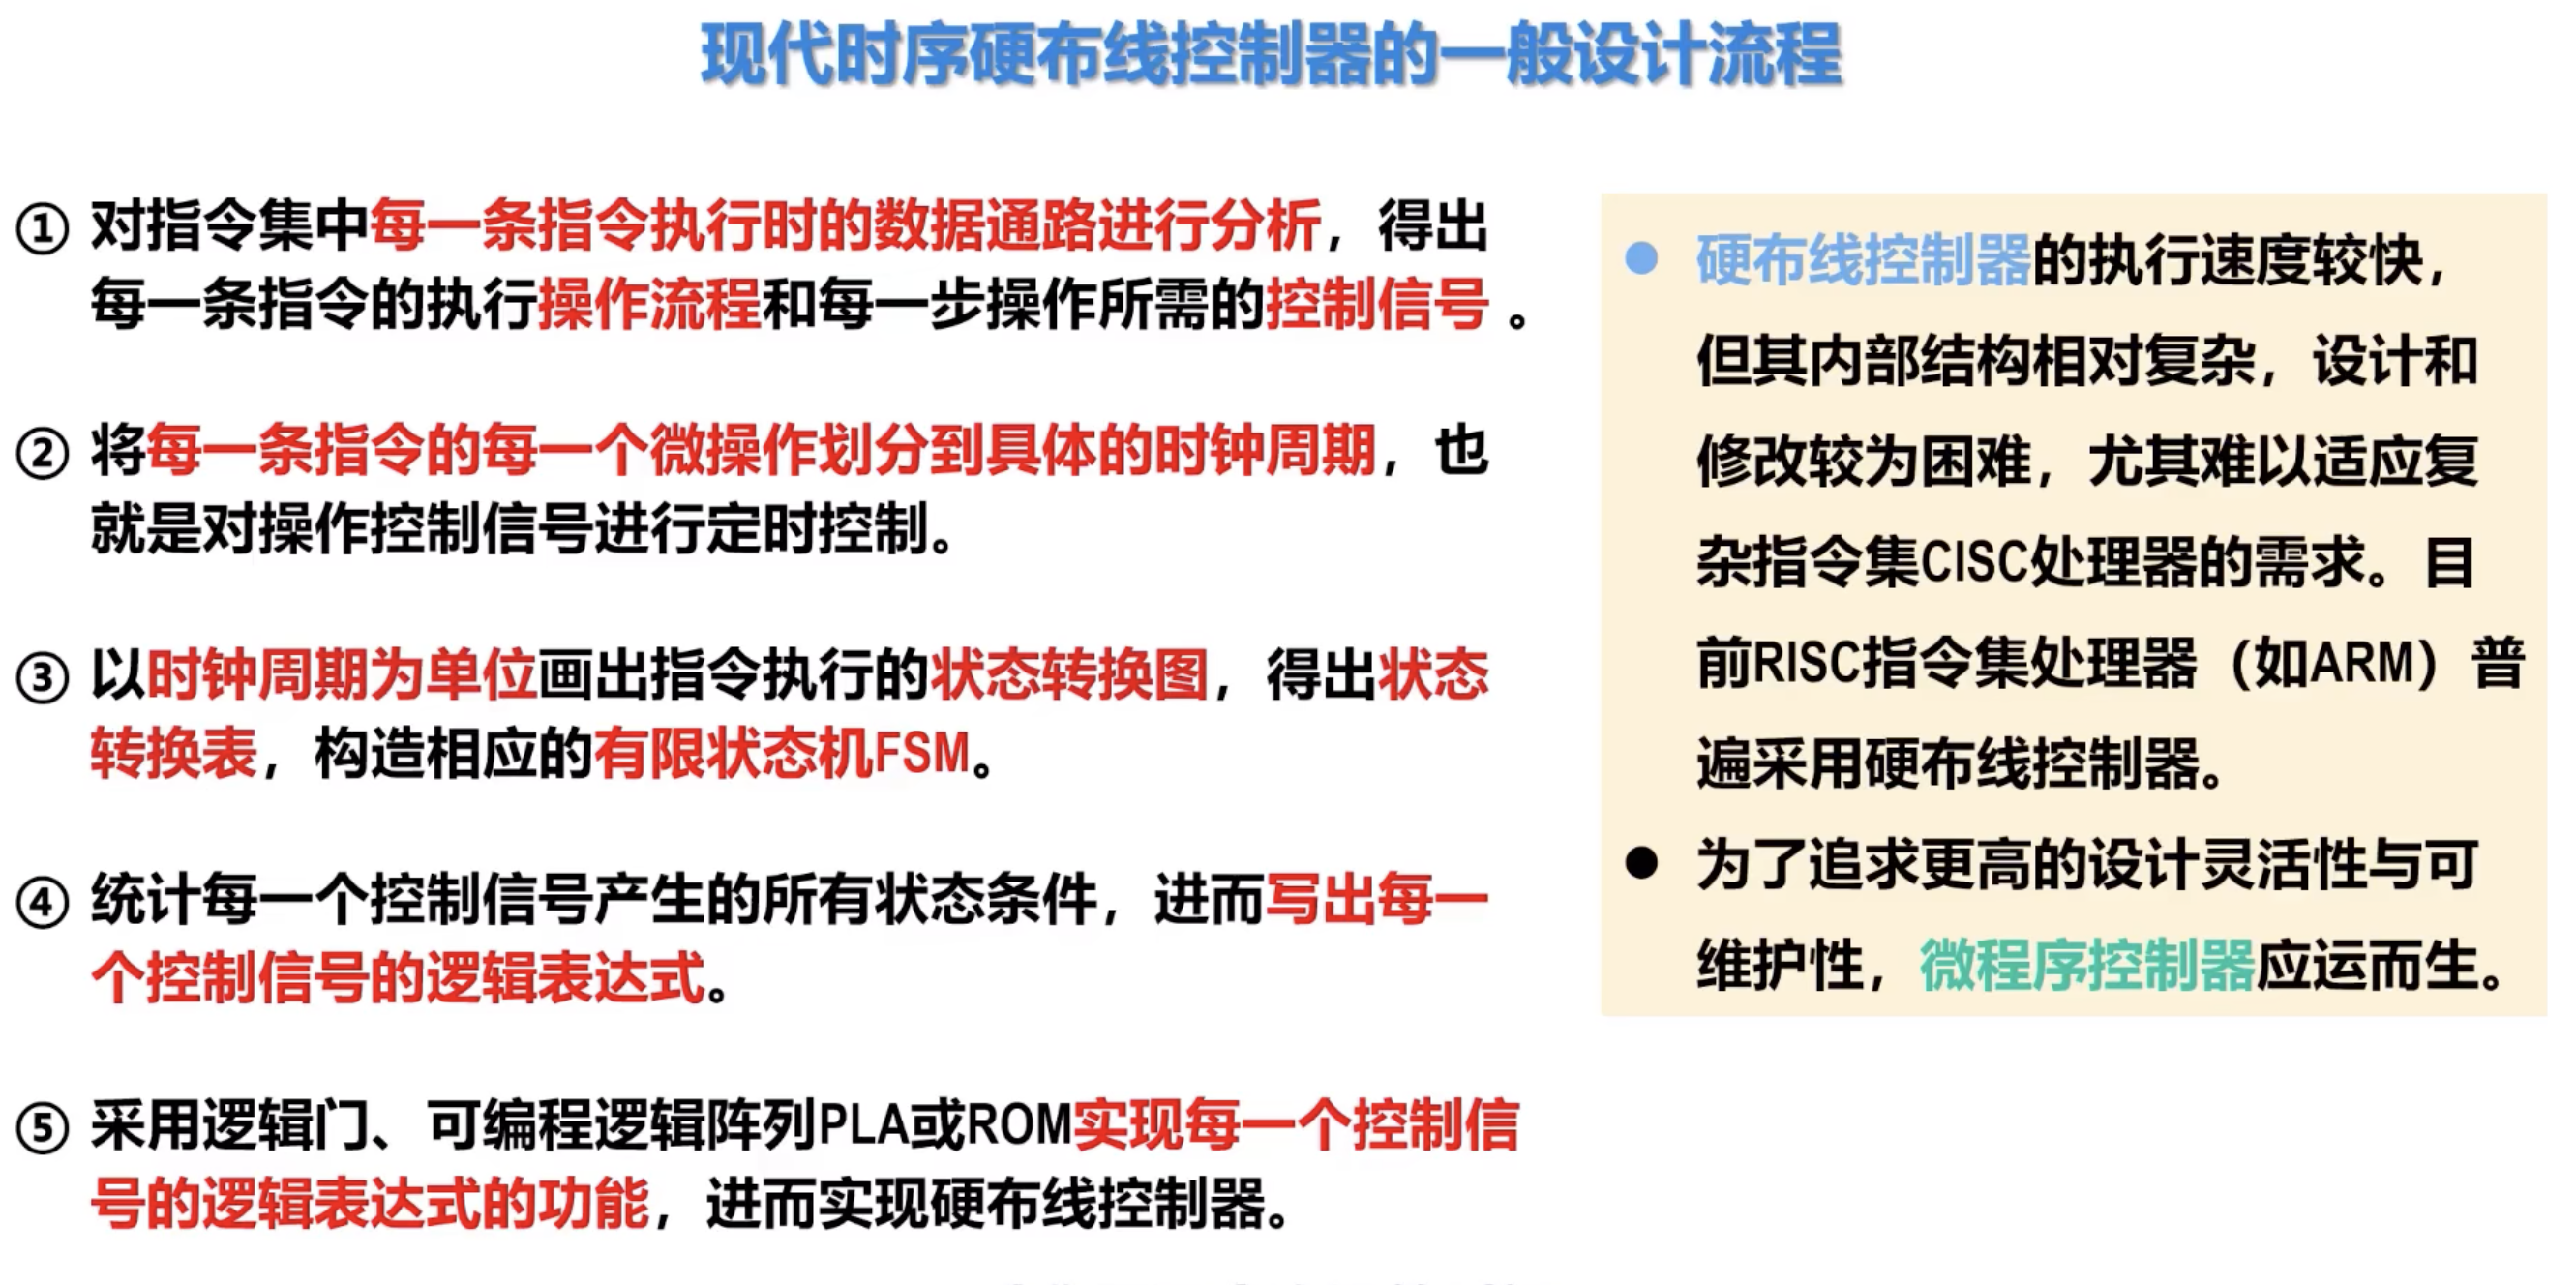 现代时序硬布线控制器的一般设计流程
① 对指令集中每一条指令执行时的数据通路进行分析，得出
每一条指令的执行操作流程和每一步操作所需的控制信号 。
② 将每一条指令的每一个微操作划分到具体的时钟周期，也
就是对操作控制信号进行定时控制。
③ 以时钟周期为单位画出指令执行的状态转换图，得出状态
转换表，构造相应的有限状态机FSM。
④ 统计每一个控制信号产生的所有状态条件，进而写出每一
个控制信号的逻辑表达式。
⑤ 采用逻辑门、可编程逻辑阵列PLA或ROM实现每一个控制信
号的逻辑表达式的功能，进而实现硬布线控制器。
● 硬布线控制器的执行速度较快，
但其内部结构相对复杂，设计和
修改较为困难，尤其难以适应复
杂指令集CISC处理器的需求。目
前RISC指令集处理器（如ARM）普
遍采用硬布线控制器。
● 为了追求更高的设计灵活性与可
维护性，微程序控制器应运而生。